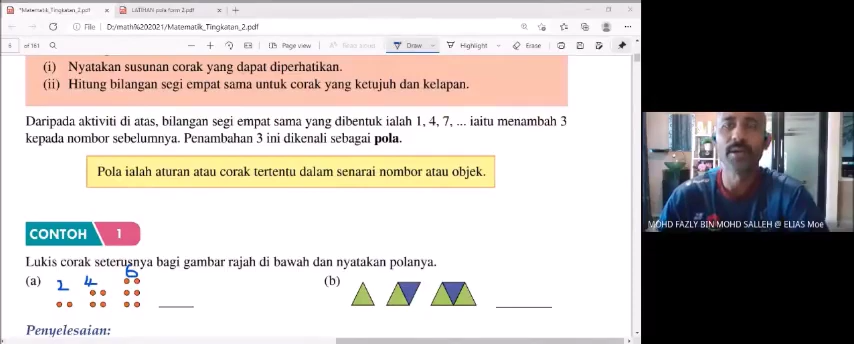 *Matematik_Tingkatan_2.pdf
LATIHAN pola form 2.pdf
File
D:/math%202021/Matematik_Tingkatan_2.pdf
6 of 181
Page view
Draw
Highlight
Erase
(i) Nyatakan susunan corak yang dapat diperhatikan.
(ii) Hitung bilangan segi empat sama untuk corak yang ketujuh dan kelapan.
Daripada aktiviti di atas, bilangan segi empat sama yang dibentuk ialah 1, 4, 7, ... iaitu menambah 3
kepada nombor sebelumnya. Penambahan 3 ini dikenali sebagai pola.
Pola ialah aturan atau corak tertentu dalam senarai nombor atau objek.
CONTOH 1
Lukis corak seterusnya bagi gambar rajah di bawah dan nyatakan polanya.
(a) 2 4 6
(b)
Penyelesaian:
MOHD FAZLY BIN MOHD SALLEH @ ELIAS Moe